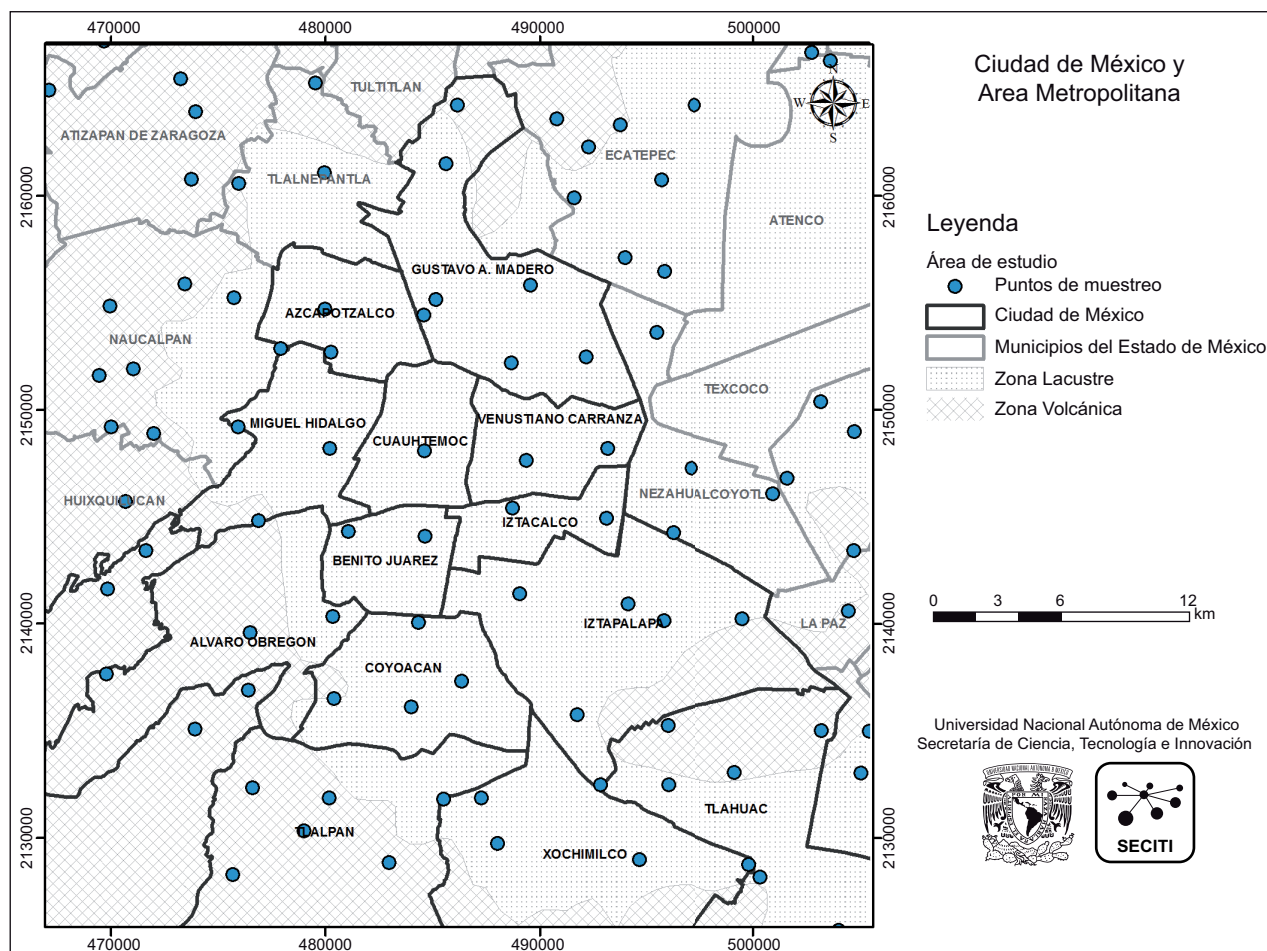 470000
480000
490000
500000
TULTITLAN
ATIZAPAN DE ZARAGOZA
ECATEPEC
TLALNEPANTLA
ATENCO
GUSTAVO A. MADERO
AZCAPOTZALCO
NAUCALPAN
TEXCOCO
MIGUEL HIDALGO
VENUSTIANO CARRANZA
CUAUHTEMOC
HUIXQUILUCAN
NEZAHUALCOYOTL
IZTACALCO
BENITO JUAREZ
IZTAPALAPA
LA PAZ
ALVARO OBREGON
COYOACAN
TLAHUAC
TLALPAN
XOCHIMILCO
2160000
2150000
2140000
2130000
2160000
2150000
2140000
2130000
470000
480000
490000
500000
N
W
E
S
Ciudad de México y
Area Metropolitana
Leyenda
Área de estudio
Puntos de muestreo
Ciudad de México
Municipios del Estado de México
Zona Lacustre
Zona Volcánica
0
3
6
12
km
Universidad Nacional Autónoma de México
Secretaría de Ciencia, Tecnología e Innovación
SECITI